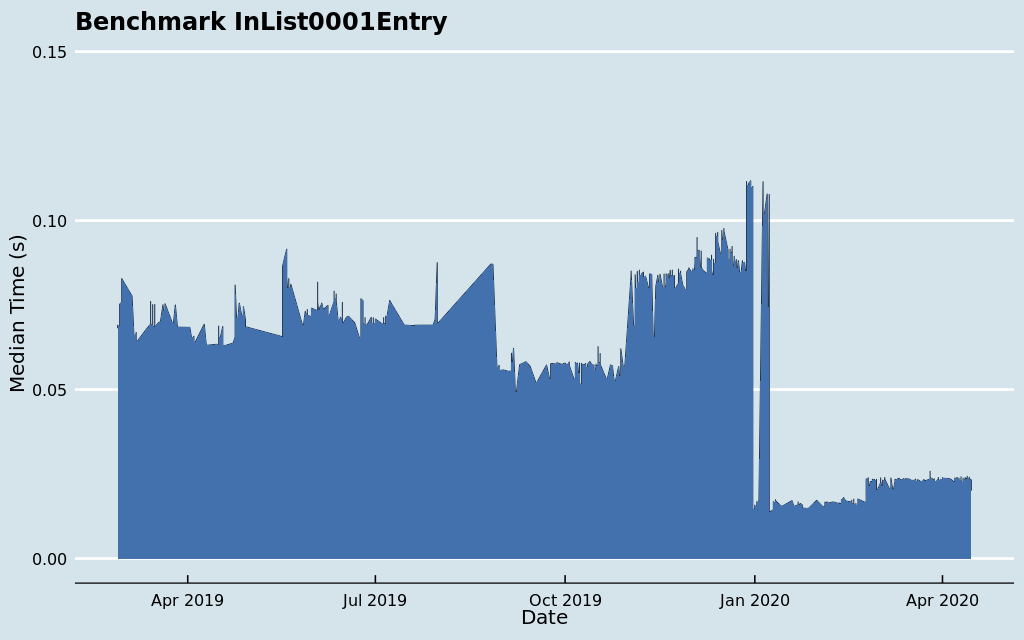 Benchmark InList0001Entry
0.15
0.10
0.05
0.00
Median Time (s)
Apr 2019
Jul 2019
Oct 2019
Jan 2020
Apr 2020
Date